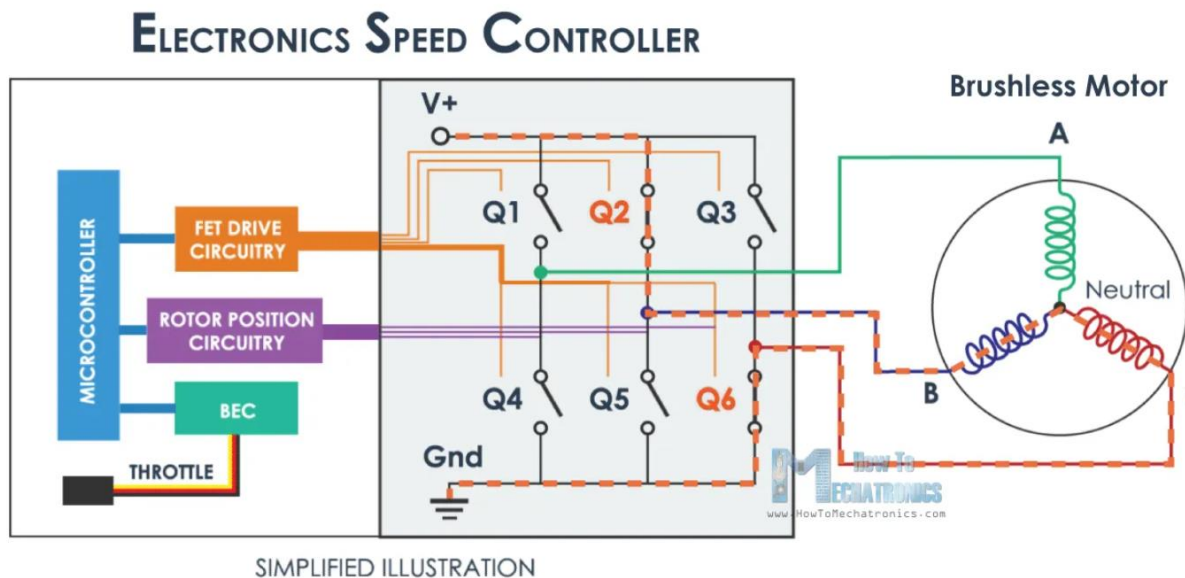 ELECTRONICS SPEED CONTROLLER
V+
Brushless Motor
A
MICROCONTROLLER
FET DRIVE
CIRCUITRY
Q1
Q2
Q3
Neutral
ROTOR POSITION
CIRCUITRY
BEC
Q4
Q5
Q6
B
THROTTLE
Gnd
How To
MECHATRONICS
www.HowToMechatronics.com
SIMPLIFIED ILLUSTRATION